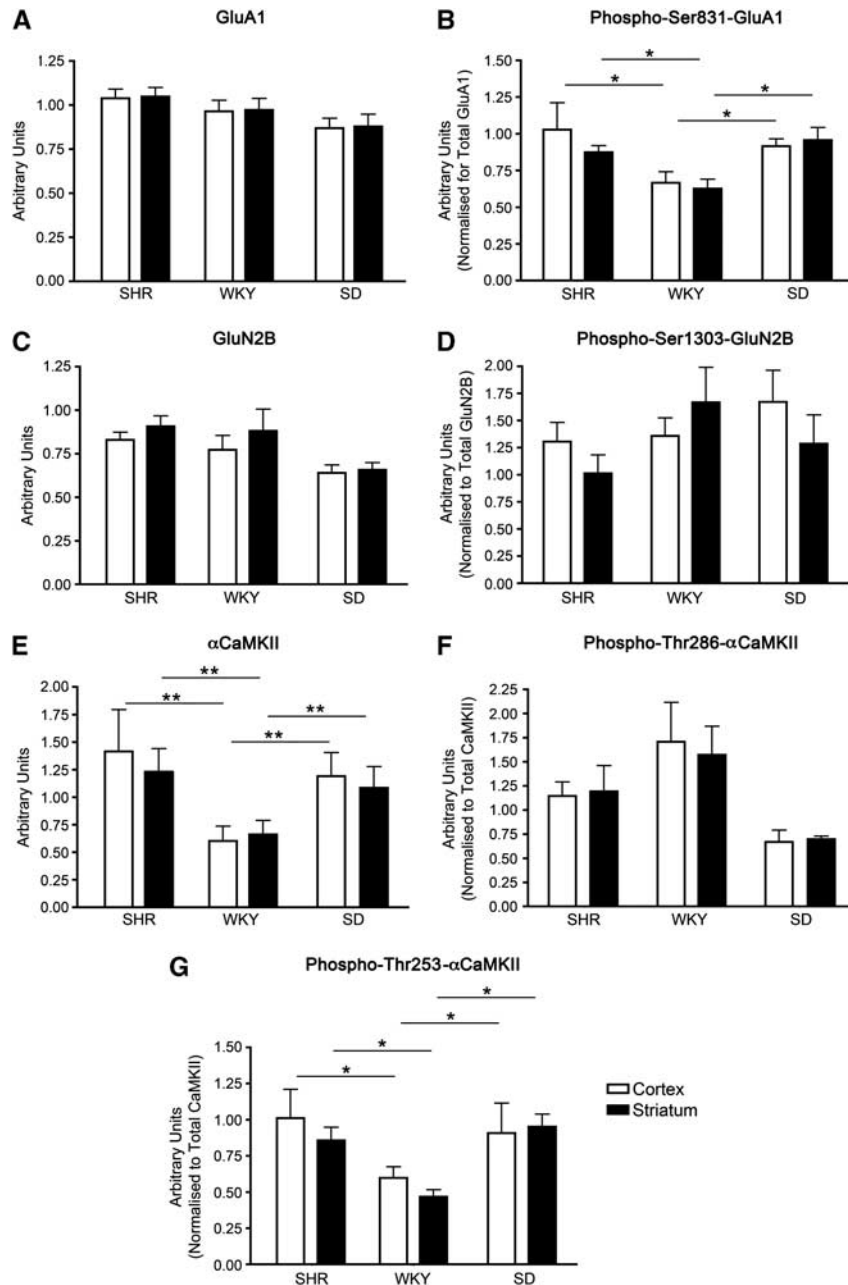 A
GluA1
Arbitrary Units
1.25
1.00
0.75
0.50
0.25
0.00
SHR WKY SD
B
Phospho-Ser831-GluA1
Arbitrary Units
(Normalised for Total GluA1)
1.50
1.25
1.00
0.75
0.50
0.25
0.00
*
*
*
*
SHR WKY SD
C
GluN2B
Arbitrary Units
1.25
1.00
0.75
0.50
0.25
0.00
SHR WKY SD
D
Phospho-Ser1303-GluN2B
Arbitrary Units
(Normalised to Total GluN2B)
2.00
1.75
1.50
1.25
1.00
0.75
0.50
0.25
0.00
SHR WKY SD
E
αCaMKII
Arbitrary Units
2.00
1.75
1.50
1.25
1.00
0.75
0.50
0.25
0.00
**
**
**
**
SHR WKY SD
F
Phospho-Thr286-αCaMKII
Arbitrary Units
(Normalised to Total CaMKII)
2.25
2.00
1.75
1.50
1.25
1.00
0.75
0.50
0.25
0.00
SHR WKY SD
G
Phospho-Thr253-αCaMKII
Arbitrary Units
(Normalised to Total CaMKII)
1.50
1.25
1.00
0.75
0.50
0.25
0.00
*
*
*
*
SHR WKY SD
Cortex
Striatum